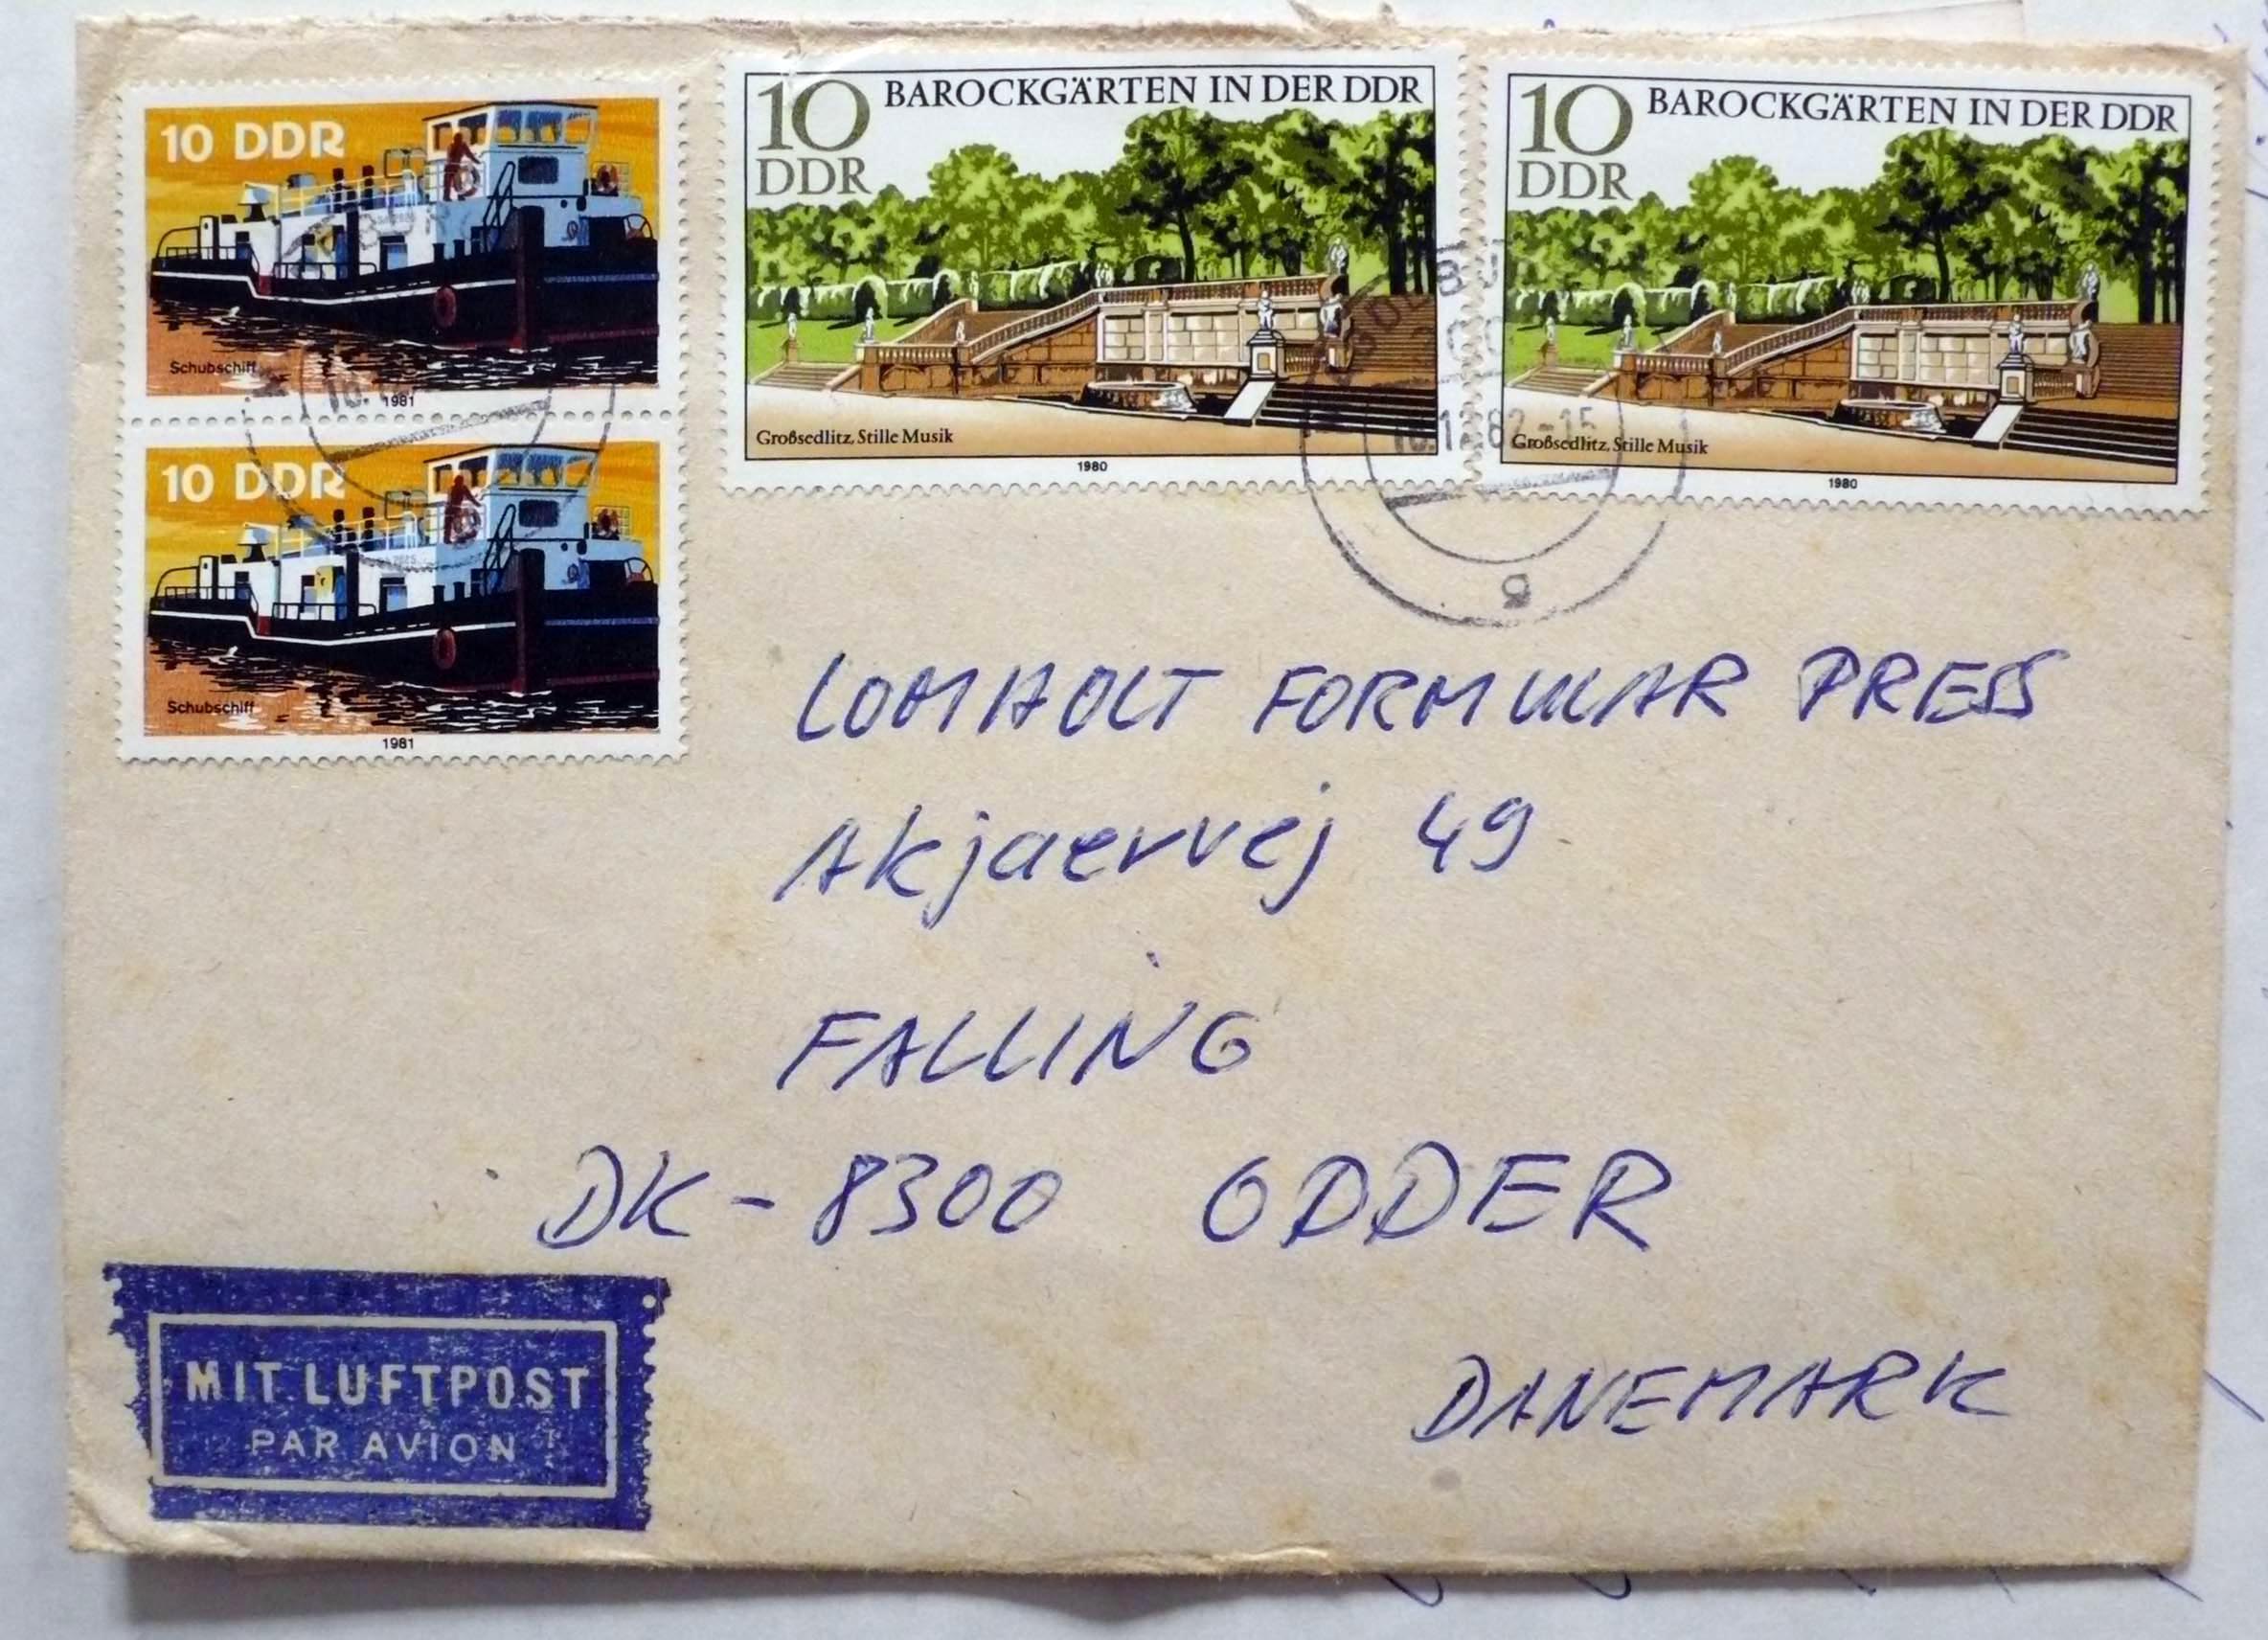 10 DDR
Schubschiff
1981
10 DDR
Schubschiff
1981
10 BAROCKGÄRTEN IN DER DDR
DDR
Großsedlitz, Stille Musik
1980
10 BAROCKGÄRTEN IN DER DDR
DDR
Großsedlitz, Stille Musik
1980
g
LOMHOLT FORMULAR PRESS
Akjaervej 49
FALLING
DK - 8300 ODDER
DANEMARK
MIT LUFTPOST
PAR AVION